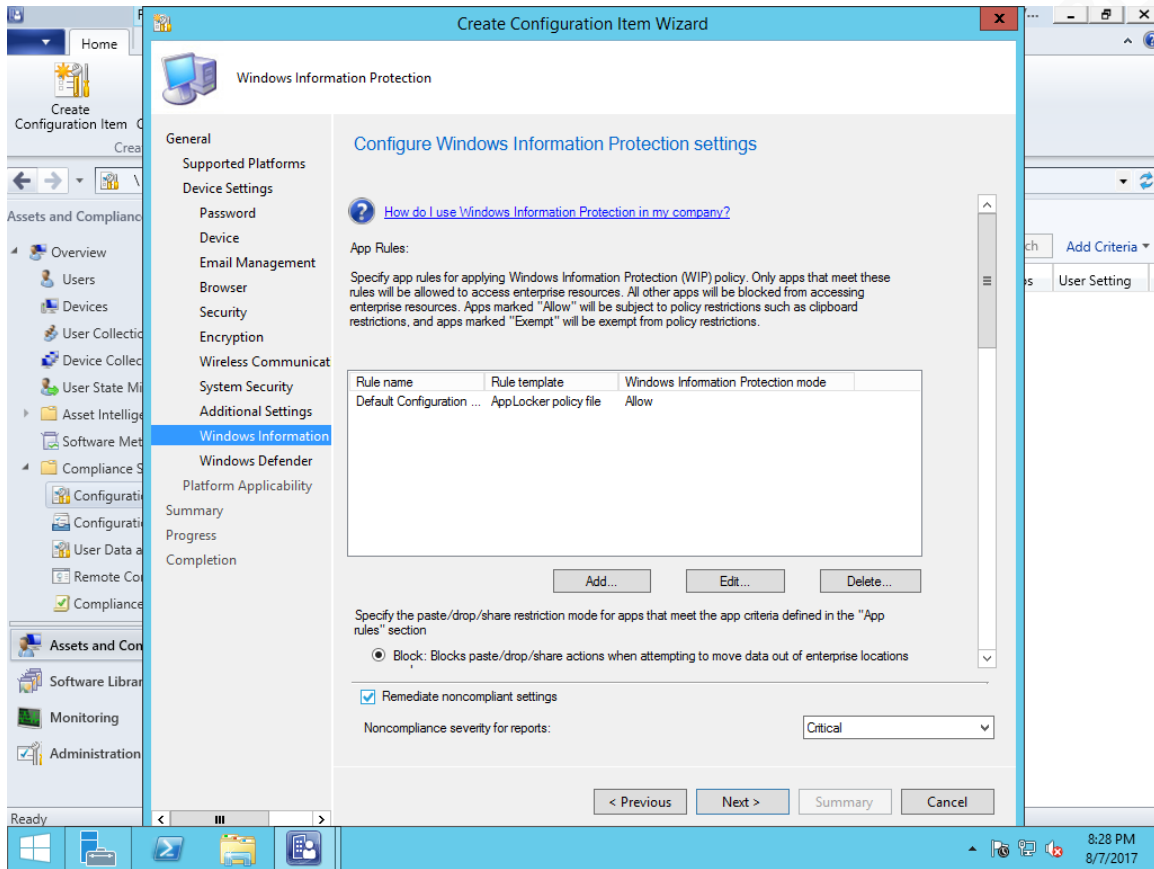 Create Configuration Item Wizard
Home
Create
Configuration Item
Crea
Windows Information Protection
General
Supported Platforms
Device Settings
Password
Device
Email Management
Browser
Security
Encryption
Wireless Communicat
System Security
Additional Settings
Windows Information
Windows Defender
Platform Applicability
Summary
Progress
Completion
Configure Windows Information Protection settings
How do I use Windows Information Protection in my company?
App Rules:
Specify app rules for applying Windows Information Protection (WIP) policy. Only apps that meet these
rules will be allowed to access enterprise resources. All other apps will be blocked from accessing
enterprise resources. Apps marked "Allow" will be subject to policy restrictions such as clipboard
restrictions, and apps marked "Exempt" will be exempt from policy restrictions.
Rule name Rule template Windows Information Protection mode
Default Configuration ... AppLocker policy file Allow
Add... Edit... Delete...
Specify the paste/drop/share restriction mode for apps that meet the app criteria defined in the "App
rules" section
Block: Blocks paste/drop/share actions when attempting to move data out of enterprise locations
Remediate noncompliant settings
Noncompliance severity for reports: Critical
< Previous Next > Summary Cancel
Assets and Complianc
Overview
Users
Devices
User Collectic
Device Collec
User State Mi
Asset Intellige
Software Met
Compliance S
Configurati
Configurati
User Data a
Remote Co
Compliance
Assets and Com
Software Librar
Monitoring
Administration
Ready
ch Add Criteria
User Setting
8:28 PM
8/7/2017